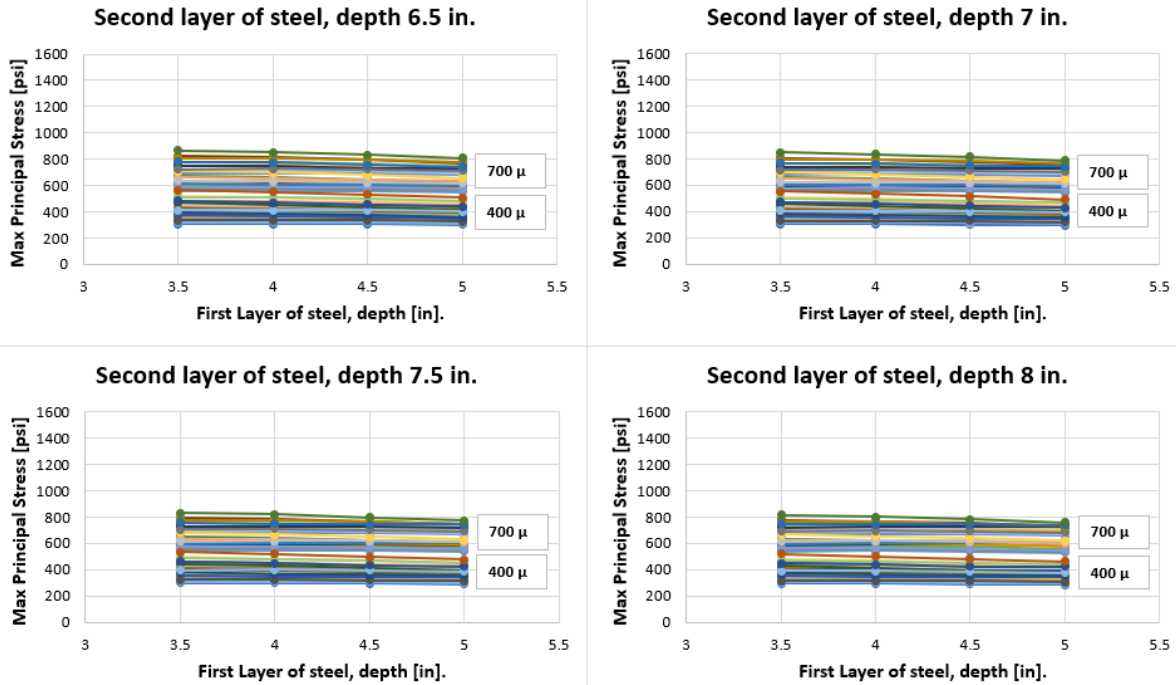 Second layer of steel, depth 6.5 in.
Max Principal Stress [psi]
1600
1400
1200
1000
800
600
400
200
0
700 μ
400 μ
3 3.5 4 4.5 5 5.5
First Layer of steel, depth [in].
Second layer of steel, depth 7 in.
Max Principal Stress [psi]
1600
1400
1200
1000
800
600
400
200
0
700 μ
400 μ
3 3.5 4 4.5 5 5.5
First Layer of steel, depth [in].
Second layer of steel, depth 7.5 in.
Max Principal Stress [psi]
1600
1400
1200
1000
800
600
400
200
0
700 μ
400 μ
3 3.5 4 4.5 5 5.5
First Layer of steel, depth [in].
Second layer of steel, depth 8 in.
Max Principal Stress [psi]
1600
1400
1200
1000
800
600
400
200
0
700 μ
400 μ
3 3.5 4 4.5 5 5.5
First Layer of steel, depth [in].